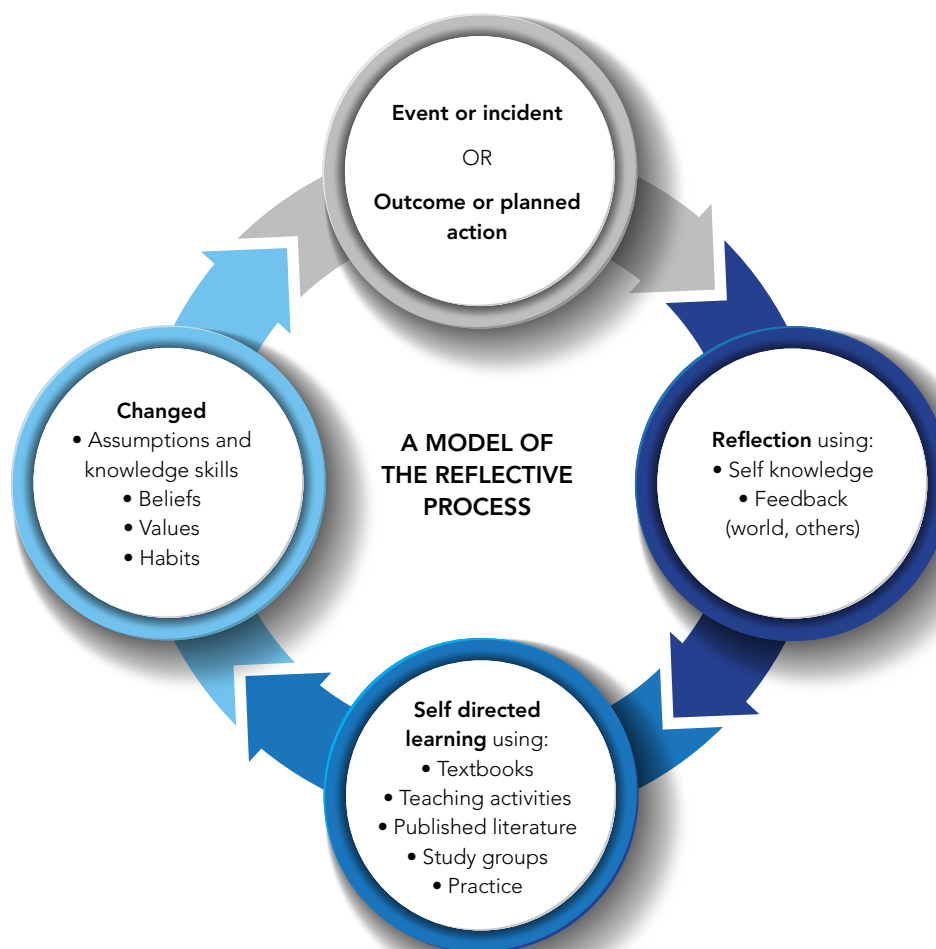 Event or incident
OR
Outcome or planned
action
A MODEL OF
THE REFLECTIVE
PROCESS
Reflection using:
• Self knowledge
• Feedback
(world, others)
Self directed
learning using:
• Textbooks
• Teaching activities
• Published literature
• Study groups
• Practice
Changed
• Assumptions and
knowledge skills
• Beliefs
• Values
• Habits